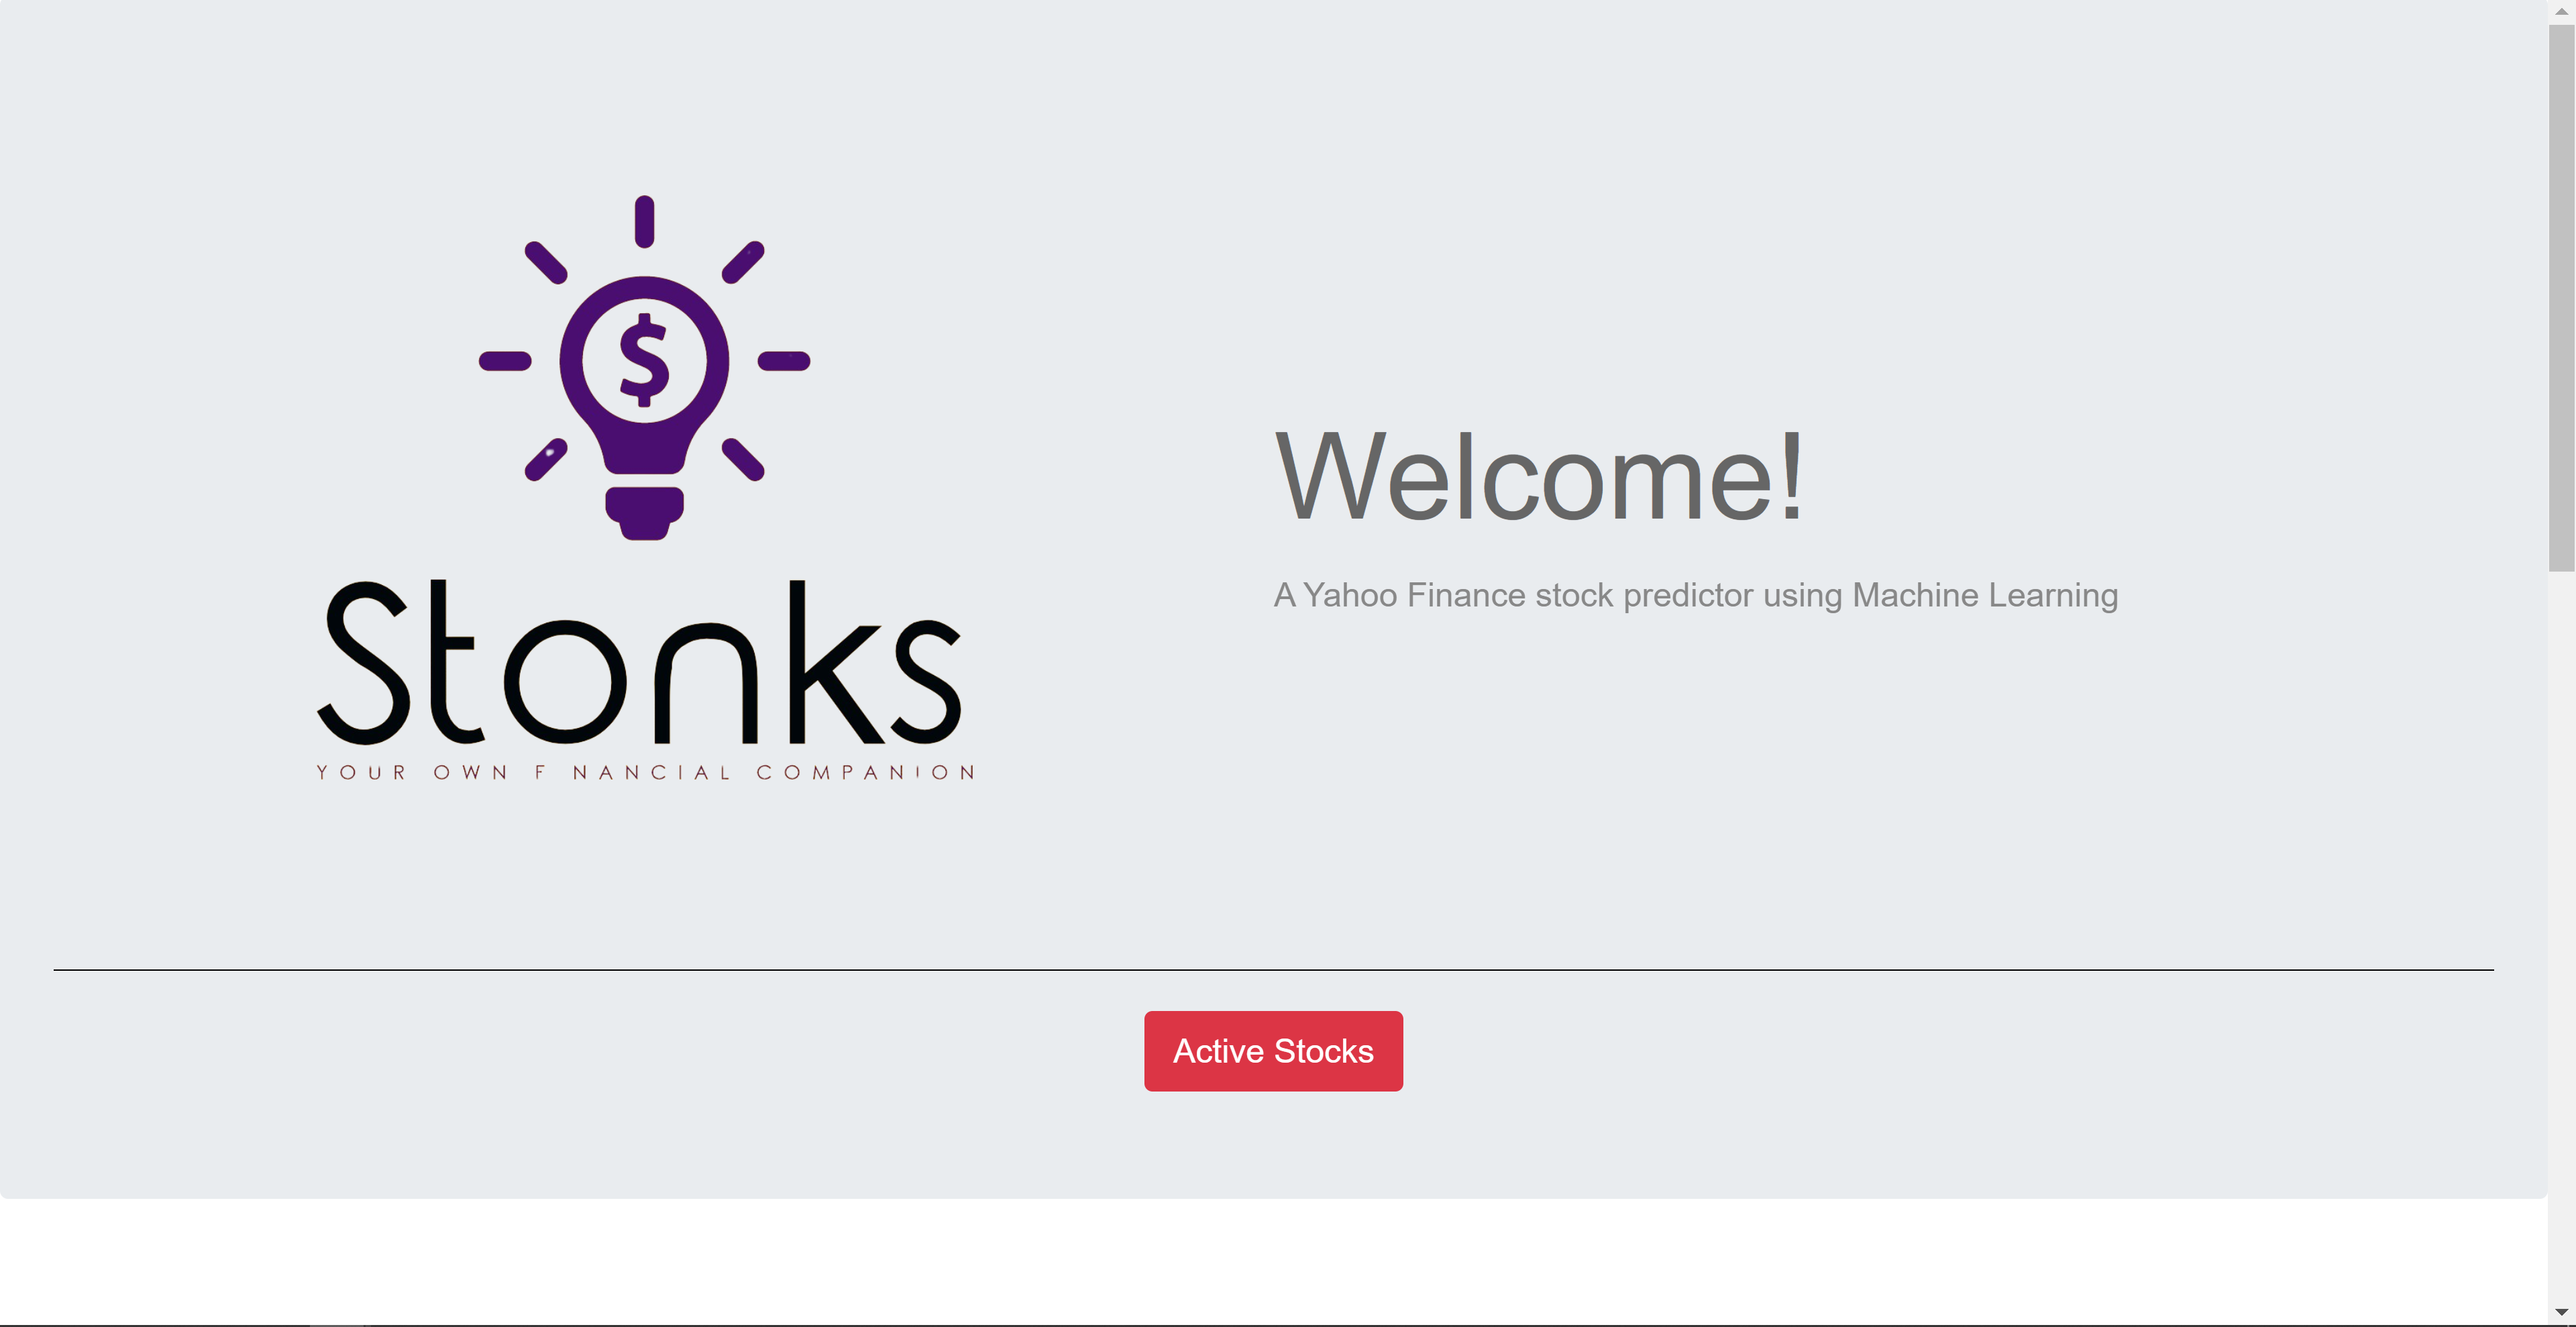 $
Stonks
YOUR OWN F NANCIAL COMPANION
Welcome!
A Yahoo Finance stock predictor using Machine Learning
Active Stocks